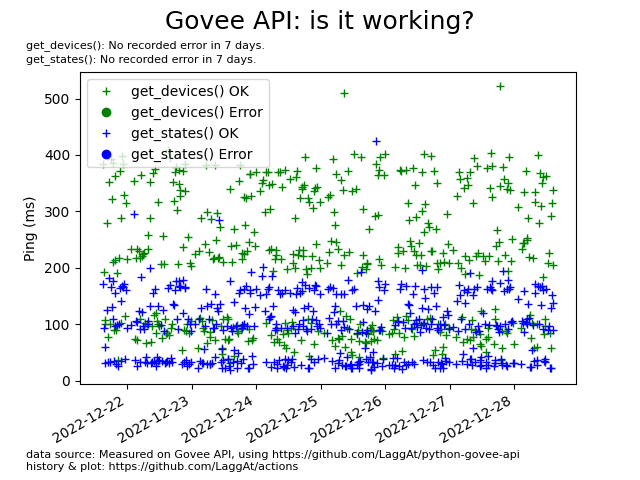 Govee API: is it working?
get_devices(): No recorded error in 7 days.
get_states(): No recorded error in 7 days.
get_devices() OK
get_devices() Error
get_states() OK
get_states() Error
Ping (ms)
500
400
300
200
100
0
2022-12-22
2022-12-23
2022-12-24
2022-12-25
2022-12-26
2022-12-27
2022-12-28
data source: Measured on Govee API, using https://github.com/LaggAt/python-govee-api
history & plot: https://github.com/LaggAt/actions